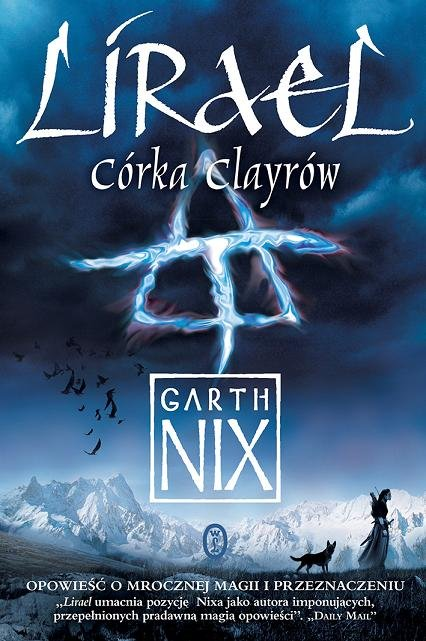 LIRAEL
Córka Clayrów
GARTH
NIX
OPOWIEŚĆ O MROCZNEJ MAGII I PRZEZNACZENIU
„Lirael umacnia pozycję Nixa jako autora imponujących,
przepełnionych pradawną magią opowieści". „DAILY MAIL"